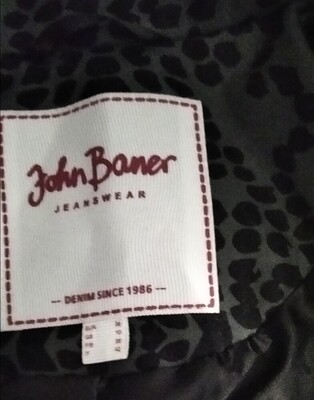 John Baner
JEANSWEAR
-- DENIM SINCE 1986 --